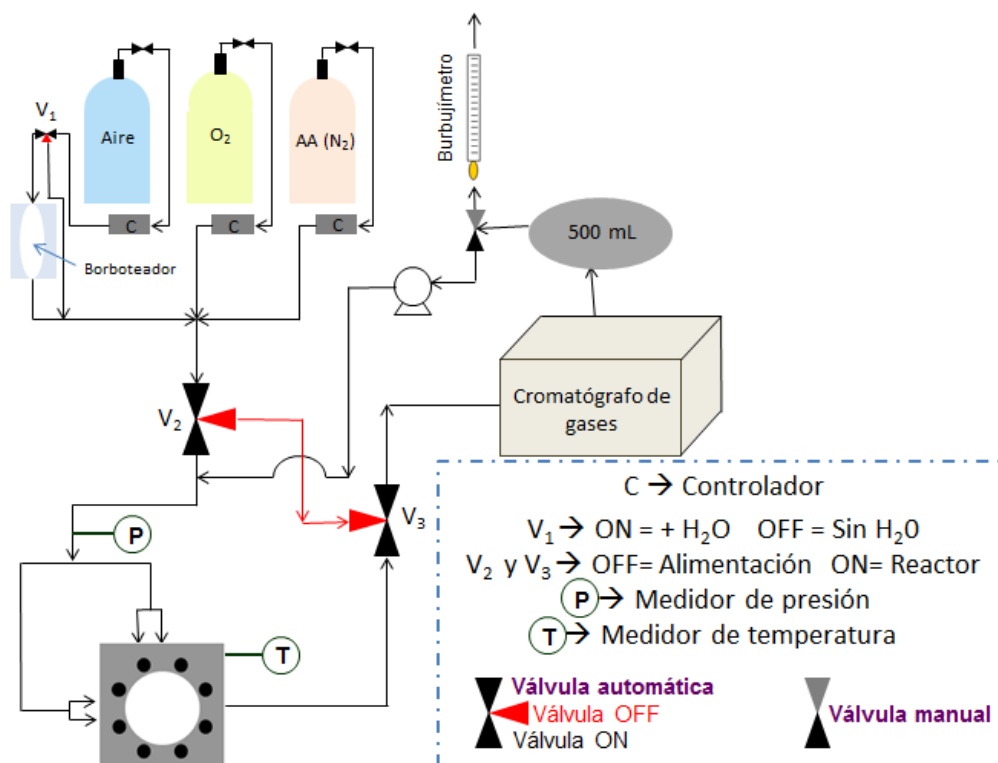 Burbujímetro
V₁
Aire
O₂
AA (N₂)
C
C
C
500 mL
Borboteador
Cromatógrafo de
gases
V₂
V₃
P
T
C → Controlador
V₁→ ON = + H₂O OFF = Sin H₂0
V₂ y V₃ → OFF= Alimentación ON= Reactor
P → Medidor de presión
T → Medidor de temperatura
Válvula automática
Válvula OFF
Válvula ON
Válvula manual